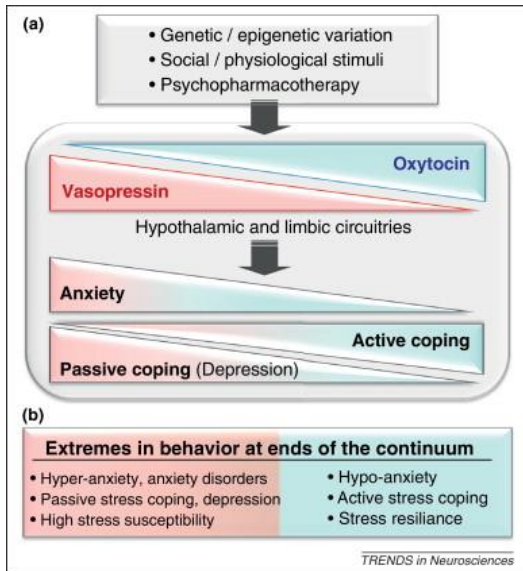 (a)
• Genetic / epigenetic variation
• Social / physiological stimuli
• Psychopharmacotherapy
Oxytocin
Vasopressin
Hypothalamic and limbic circuitries
Anxiety
Active coping
Passive coping (Depression)
(b)
Extremes in behavior at ends of the continuum
• Hyper-anxiety, anxiety disorders
• Passive stress coping, depression
• High stress susceptibility
• Hypo-anxiety
• Active stress coping
• Stress resiliance
TRENDS in Neurosciences